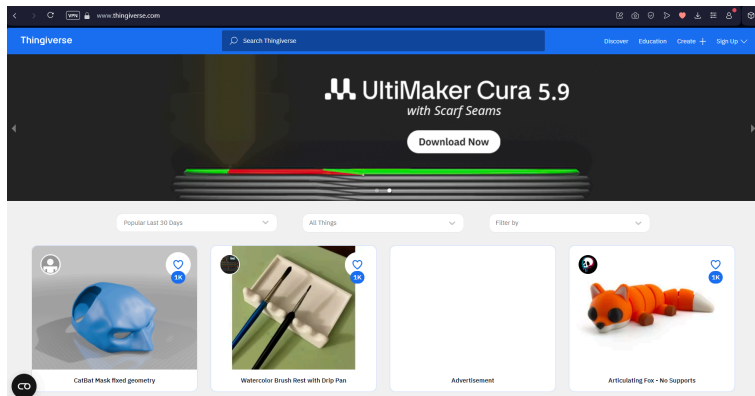 VPN www.thingiverse.com
Thingiverse
Search Thingiverse
Discover Education Create Sign Up
UltiMaker Cura 5.9
with Scarf Seams
Download Now
Popular Last 30 Days
All Things
Filter by
1K
1K
1K
CatBat Mask fixed geometry
Watercolor Brush Rest with Drip Pan
Advertisement
Articulating Fox - No Supports